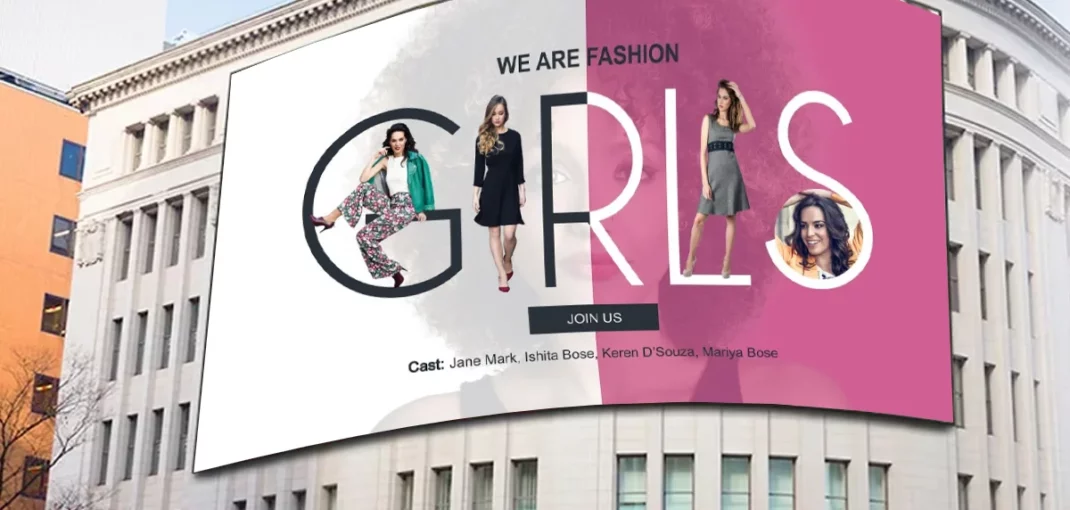 WE ARE FASHION
GIRLS
JOIN US
Cast: Jane Mark, Ishita Bose, Keren D'Souza, Mariya Bose